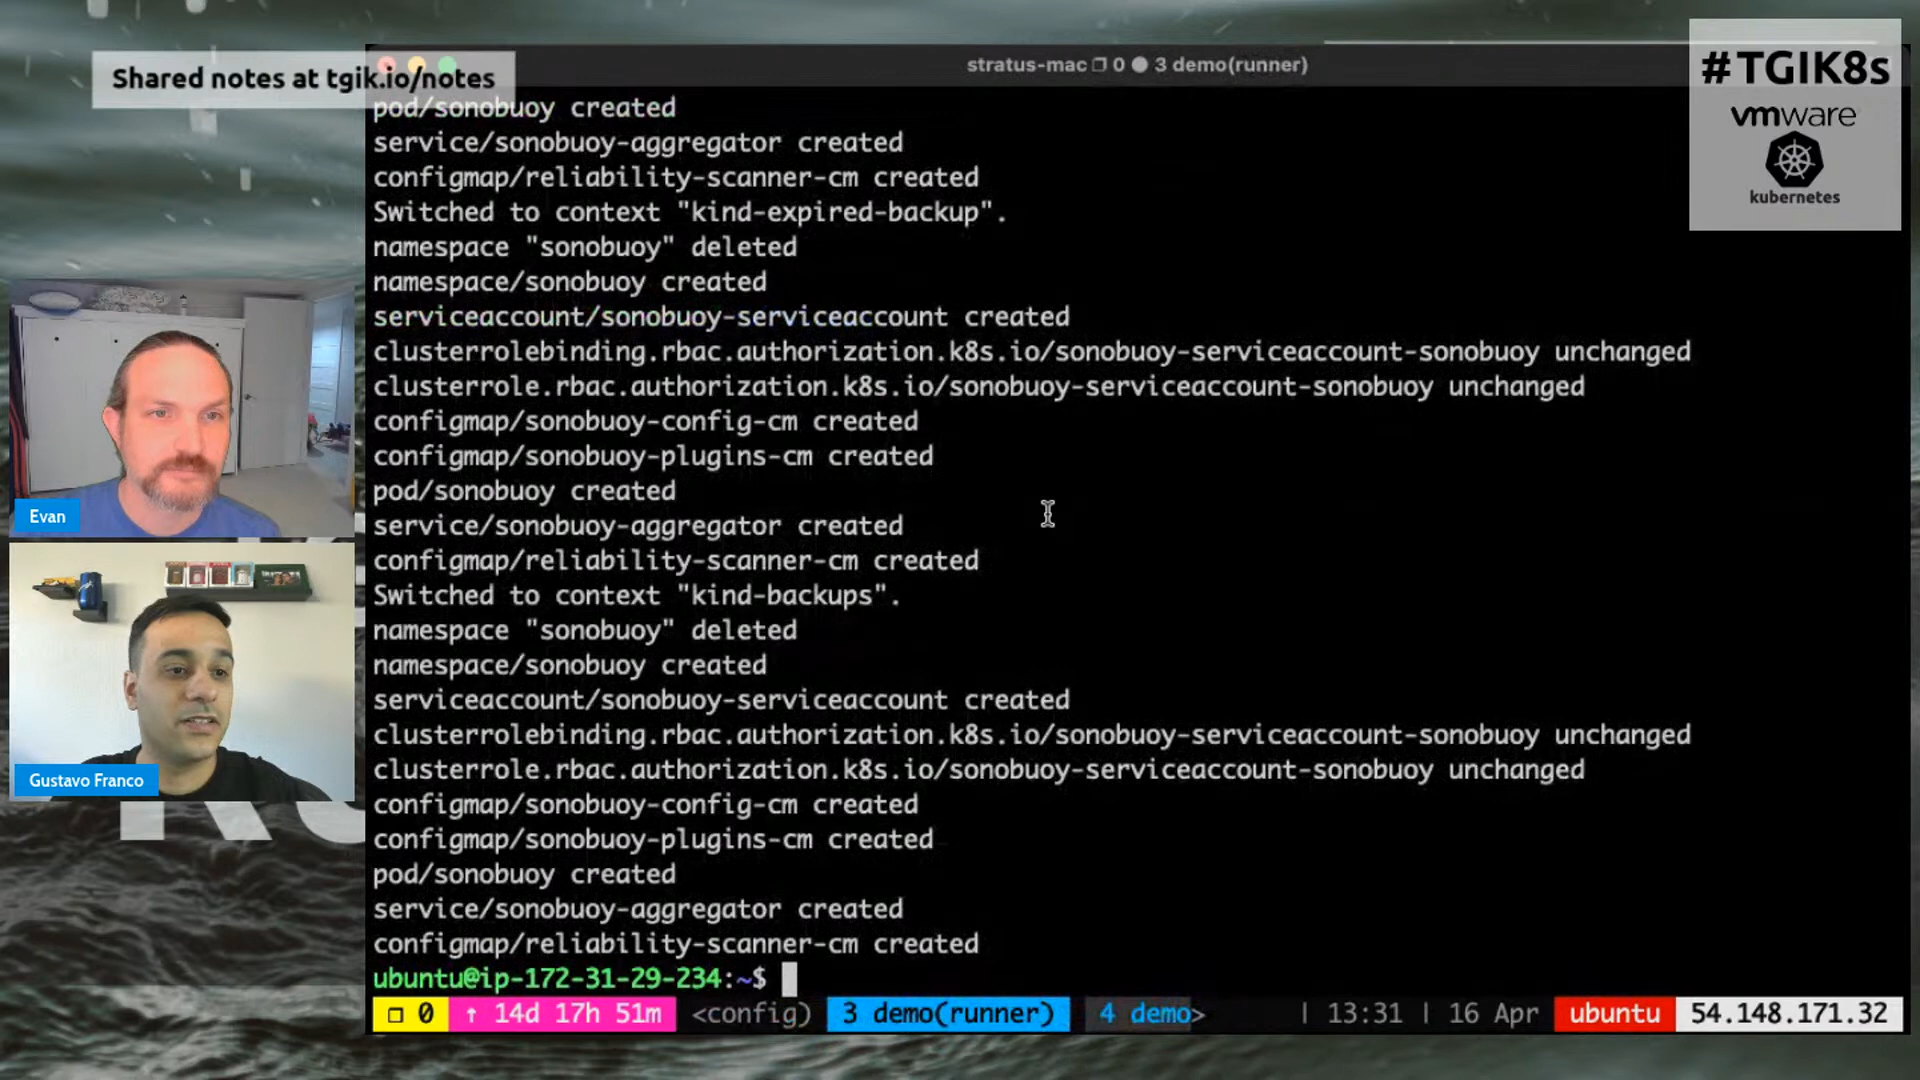 Shared notes at tgik.io/notes
stratus-mac 0 ● 3 demo(runner)
#TGIK8s
vmware
kubernetes
pod/sonobuoy created
service/sonobuoy-aggregator created
configmap/reliability-scanner-cm created
Switched to context "kind-expired-backup".
namespace "sonobuoy" deleted
namespace/sonobuoy created
serviceaccount/sonobuoy-serviceaccount created
clusterrolebinding.rbac.authorization.k8s.io/sonobuoy-serviceaccount-sonobuoy unchanged
clusterrole.rbac.authorization.k8s.io/sonobuoy-serviceaccount-sonobuoy unchanged
configmap/sonobuoy-config-cm created
configmap/sonobuoy-plugins-cm created
pod/sonobuoy created
service/sonobuoy-aggregator created
configmap/reliability-scanner-cm created
Switched to context "kind-backups".
namespace "sonobuoy" deleted
namespace/sonobuoy created
serviceaccount/sonobuoy-serviceaccount created
clusterrolebinding.rbac.authorization.k8s.io/sonobuoy-serviceaccount-sonobuoy unchanged
clusterrole.rbac.authorization.k8s.io/sonobuoy-serviceaccount-sonobuoy unchanged
configmap/sonobuoy-config-cm created
configmap/sonobuoy-plugins-cm created
pod/sonobuoy created
service/sonobuoy-aggregator created
configmap/reliability-scanner-cm created
ubuntu@ip-172-31-29-234:~$
0 ↑ 14d 17h 51m <config) 3 demo(runner) 4 demo> | 13:31 | 16 Apr ubuntu 54.148.171.32
Evan
Gustavo Franco